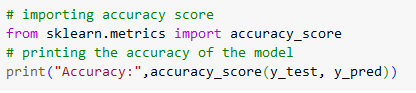 # importing accuracy score
from sklearn.metrics import accuracy_score
# printing the accuracy of the model
print("Accuracy:",accuracy_score(y_test, y_pred))